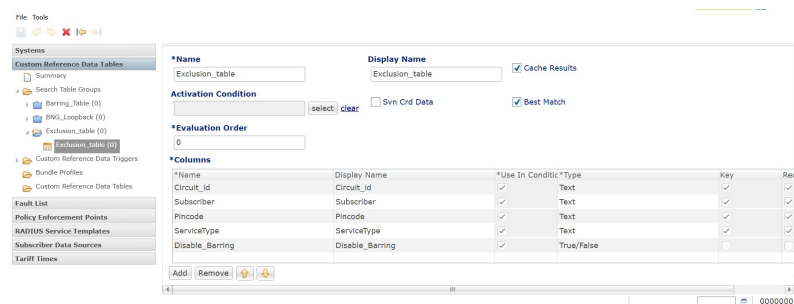 File Tools
Systems
Custom Reference Data Tables
Summary
Search Table Groups
Barring_Table (0)
BNG_Loopback (0)
Exclusion_table (0)
Exclusion_table (0)
Custom Reference Data Triggers
Bundle Profiles
Custom Reference Data Tables
Fault List
Policy Enforcement Points
RADIUS Service Templates
Subscriber Data Sources
Tariff Times
*Name Display Name
Exclusion_table Exclusion_table Cache Results
Activation Condition
select clear Svn Crd Data Best Match
*Evaluation Order
0
*Columns
*Name Display Name *Use In Conditic *Type Key Rec
Circuit_id Circuit_id Text
Subscriber Subscriber Text
Pincode Pincode Text
ServiceType ServiceType Text
Disable_Barring Disable_Barring True/False
Add Remove
0000000